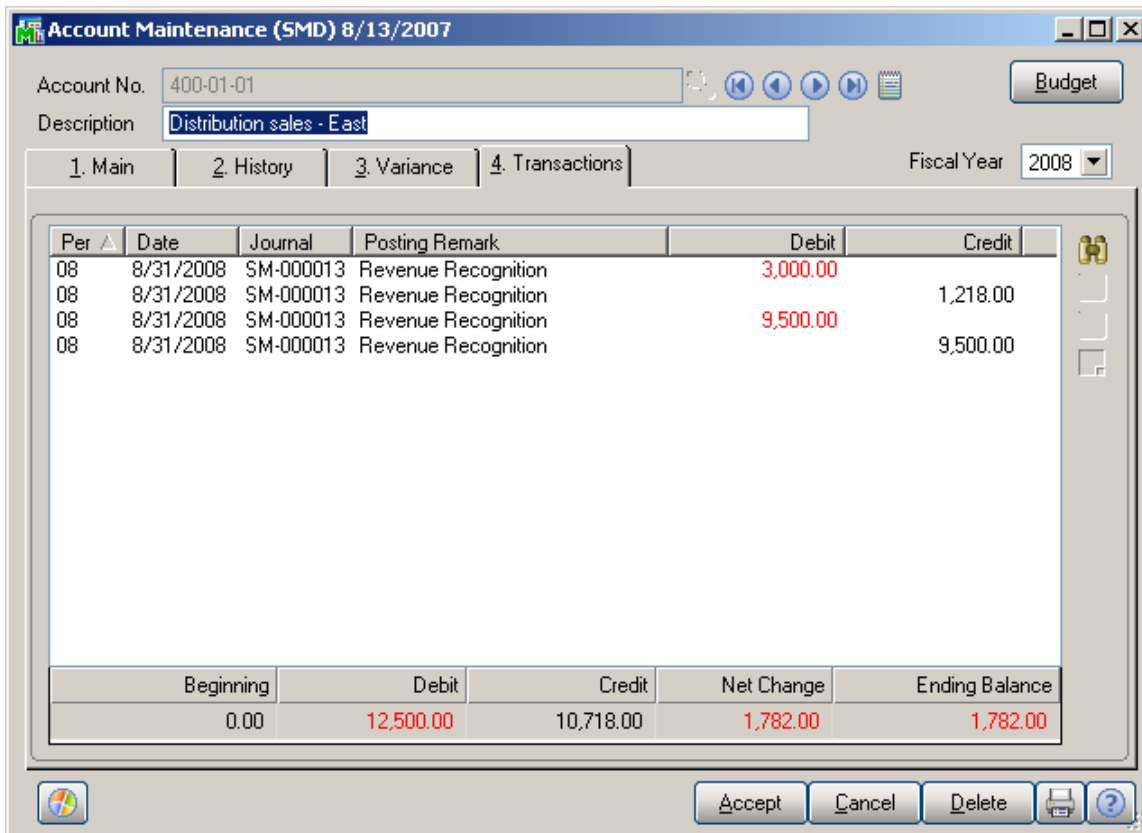 Account Maintenance (SMD) 8/13/2007
Account No. 400-01-01 Budget
Description Distribution sales - East
1. Main 2. History 3. Variance 4. Transactions Fiscal Year 2008
Per Date Journal Posting Remark Debit Credit
08 8/31/2008 SM-000013 Revenue Recognition 3,000.00
08 8/31/2008 SM-000013 Revenue Recognition 1,218.00
08 8/31/2008 SM-000013 Revenue Recognition 9,500.00
08 8/31/2008 SM-000013 Revenue Recognition 9,500.00
Beginning Debit Credit Net Change Ending Balance
0.00 12,500.00 10,718.00 1,782.00 1,782.00
Accept Cancel Delete